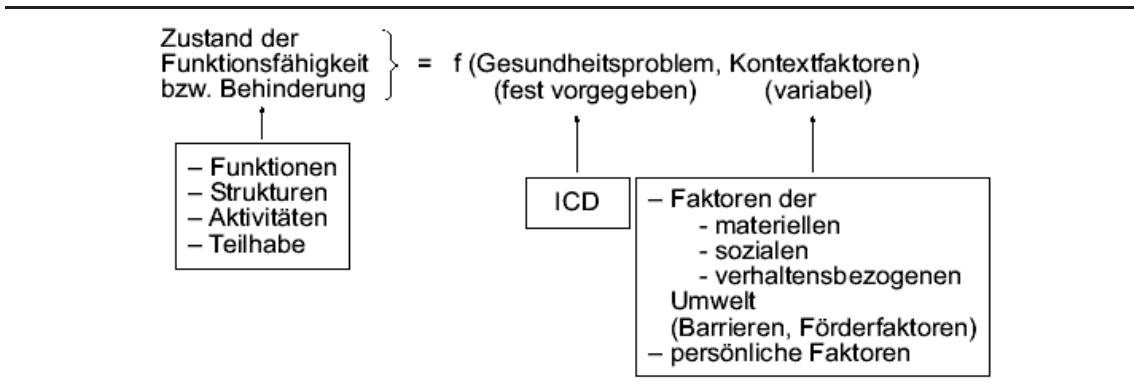 Zustand der
Funktionsfähigkeit
bzw. Behinderung
= f (Gesundheitsproblem, Kontextfaktoren)
(fest vorgegeben) (variabel)
– Funktionen
– Strukturen
– Aktivitäten
– Teilhabe
ICD
– Faktoren der
- materiellen
- sozialen
- verhaltensbezogenen
Umwelt
(Barrieren, Förderfaktoren)
– persönliche Faktoren